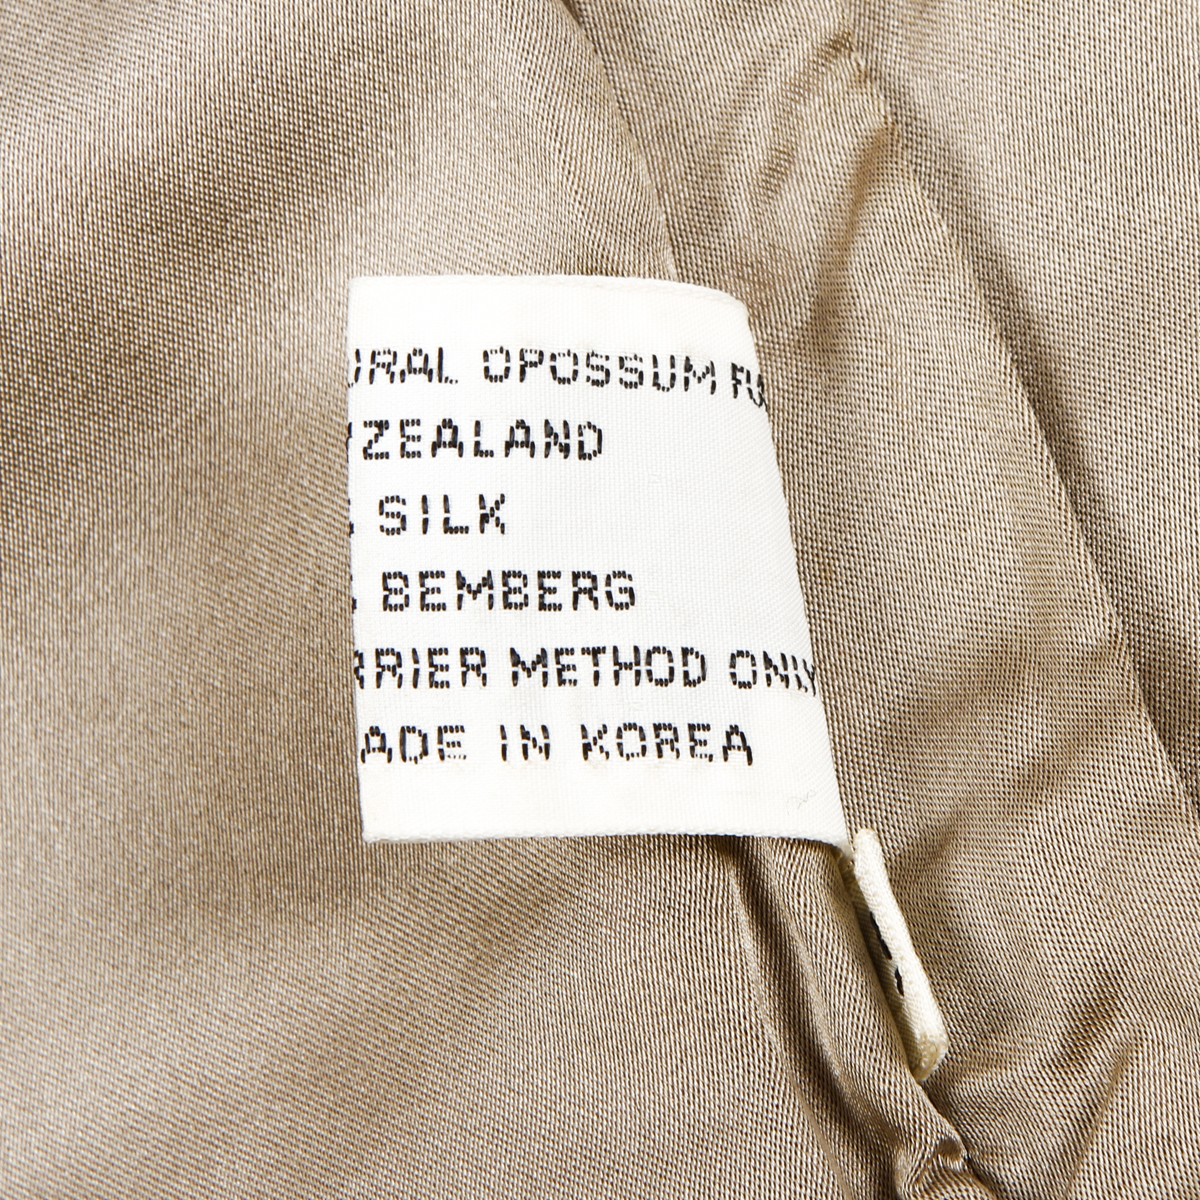 URAL OPOSSUM FU
ZEALAND
SILK
BEMBERG
RRIER METHOD ONLY
ADE IN KOREA